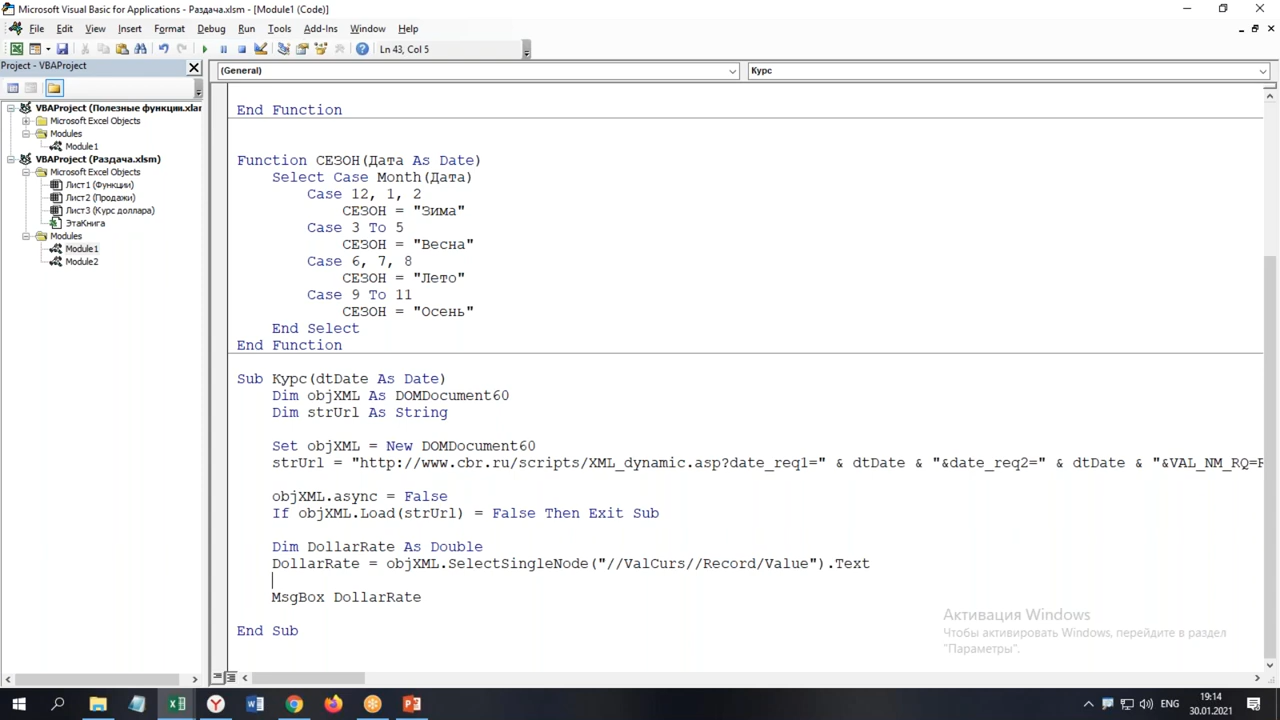 Microsoft Visual Basic for Applications - Раздача.xlsm - [Module1 (Code)]
File Edit View Insert Format Debug Run Tools Add-Ins Window Help
Ln 43, Col 5
Project - VBAProject
(General) Курс
VBAProject (Полезные функции.xla
Microsoft Excel Objects
Modules
Module1
VBAProject (Раздача.xlsm)
Microsoft Excel Objects
Лист1 (Функции)
Лист2 (Продажи)
Лист3 (Курс доллара)
ЭтаКнига
Modules
Module1
Module2
End Function
Function СЕЗОН(Дата As Date)
Select Case Month(Дата)
Case 12, 1, 2
СЕЗОН = "Зима"
Case 3 To 5
СЕЗОН = "Весна"
Case 6, 7, 8
СЕЗОН = "Лето"
Case 9 To 11
СЕЗОН = "Осень"
End Select
End Function
Sub Курс(dtDate As Date)
Dim objXML As DOMDocument60
Dim strUrl As String
Set objXML = New DOMDocument60
strUrl = "http://www.cbr.ru/scripts/XML_dynamic.asp?date_req1=" & dtDate & "&date_req2=" & dtDate & "&VAL_NM_RQ=
objXML.async = False
If objXML.Load(strUrl) = False Then Exit Sub
Dim DollarRate As Double
DollarRate = objXML.SelectSingleNode("//ValCurs//Record/Value").Text
MsgBox DollarRate
End Sub
Активация Windows
Чтобы активировать Windows, перейдите в раздел
"Параметры".
ENG
19:14
30.01.2021